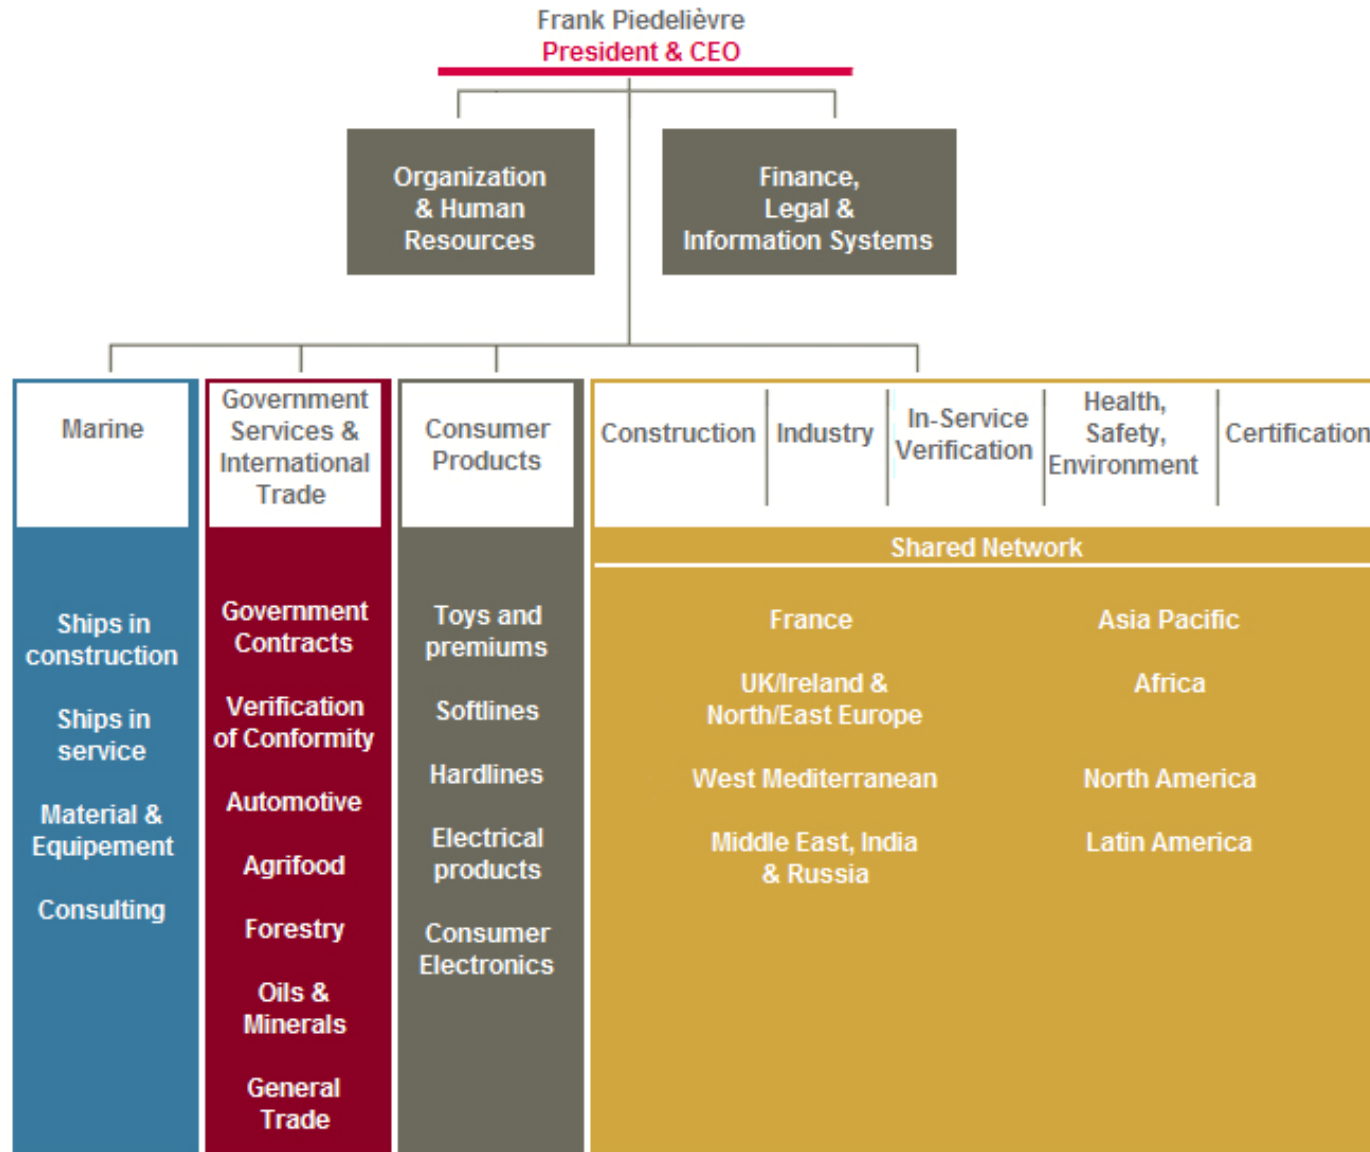 Frank Piedelièvre
President & CEO
Organization
& Human
Resources
Finance,
Legal &
Information Systems
Marine
Government
Services &
International
Trade
Consumer
Products
Construction
Industry
In-Service
Verification
Health,
Safety,
Environment
Certification
Ships in
construction
Ships in
service
Material &
Equipement
Consulting
Government
Contracts
Verification
of Conformity
Automotive
Agrifood
Forestry
Oils &
Minerals
General
Trade
Toys and
premiums
Softlines
Hardlines
Electrical
products
Consumer
Electronics
Shared Network
France
UK/Ireland &
North/East Europe
West Mediterranean
Middle East, India
& Russia
Asia Pacific
Africa
North America
Latin America